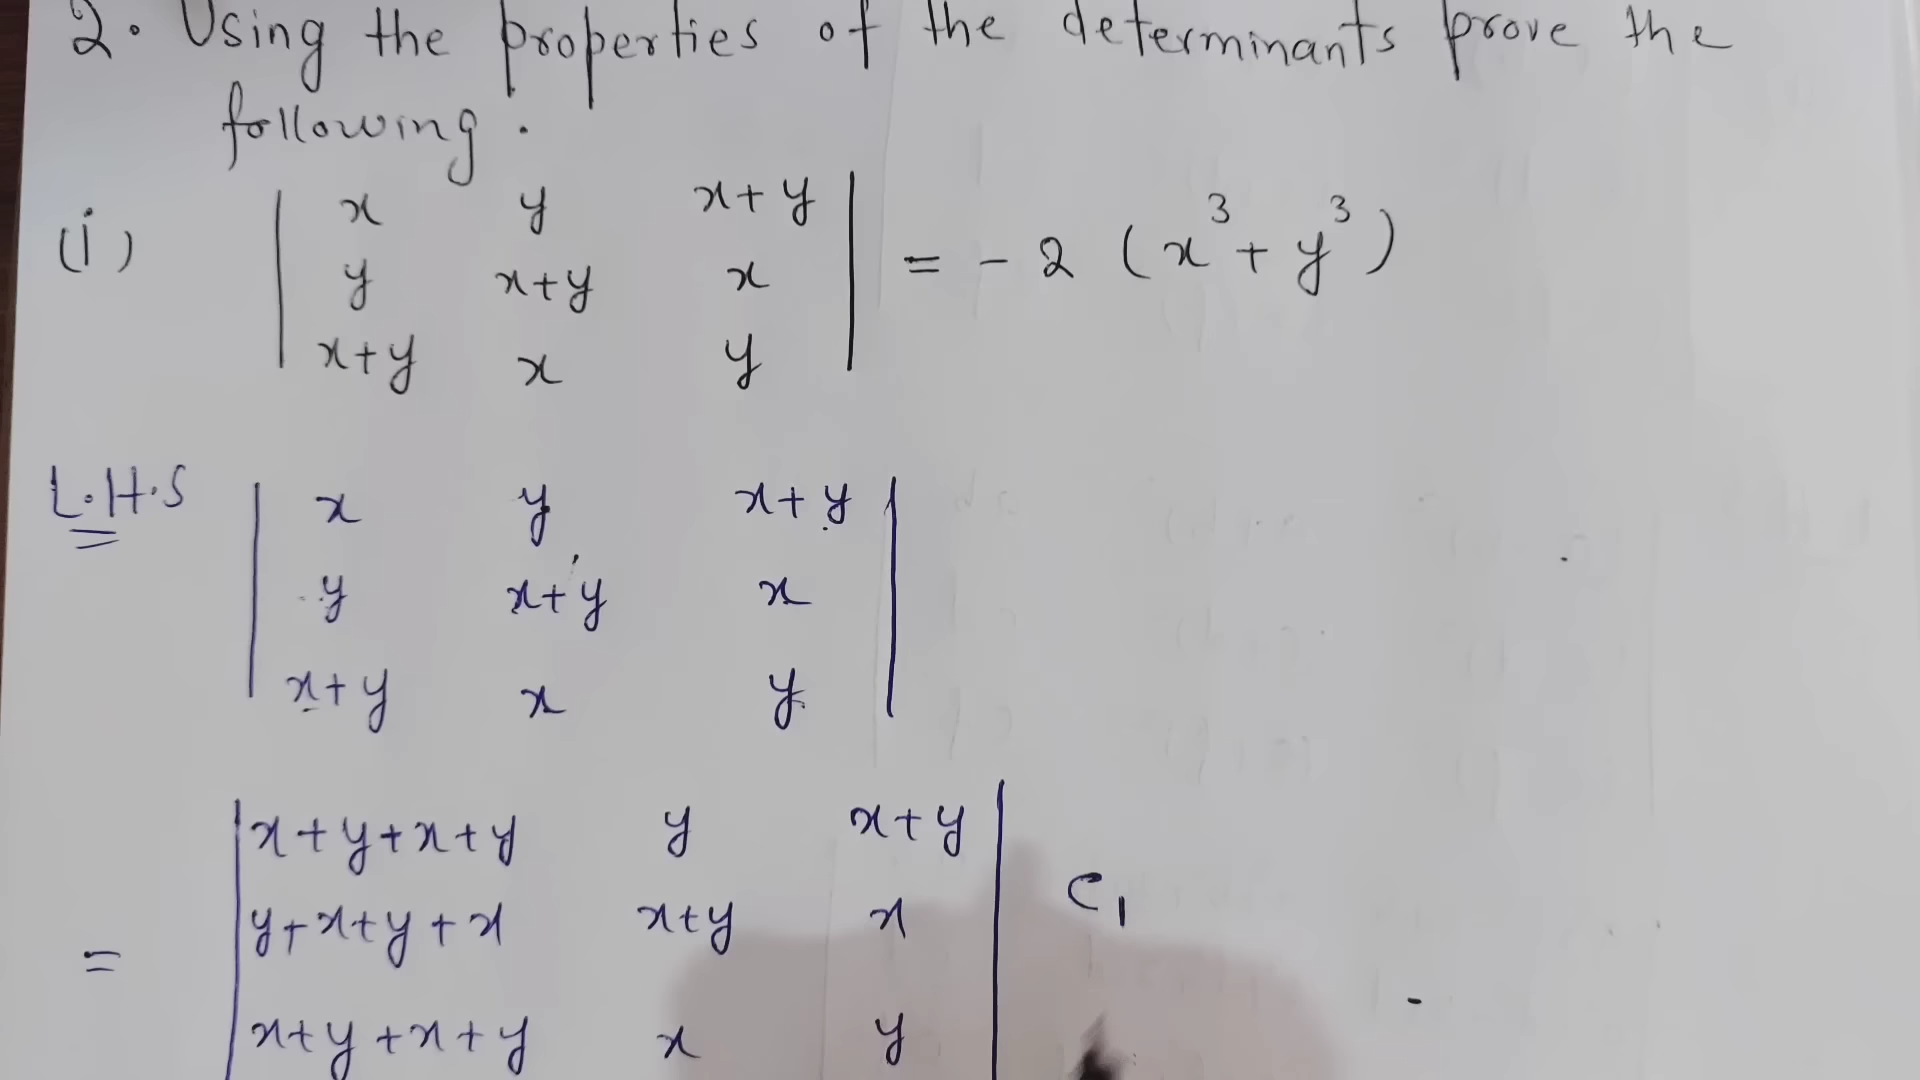 2. Using the properties of the determinants prove the
following.
(i) | x y x+y |
| y x+y x | = -2 (x³+y³)
| x+y x y |
L.H.S | x y x+y |
| y x+y x |
| x+y x y |
| x+y+x+y y x+y |
= | y+x+y+x x+y x | C₁
| x+y+x+y x y |